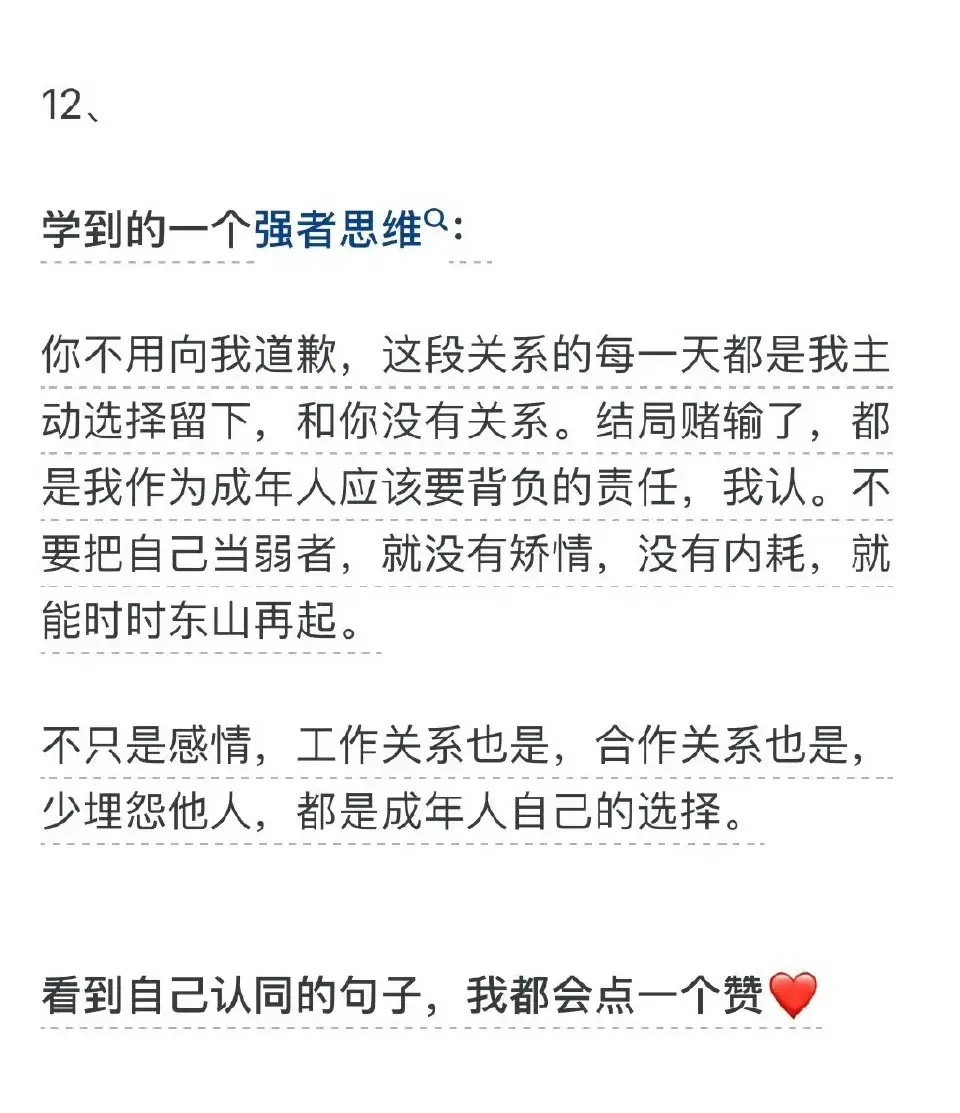 12、
学到的一个强者思维：
你不用向我道歉，这段关系的每一天都是我主
动选择留下，和你没有关系。结局赌输了，都
是我作为成年人应该要背负的责任，我认。不
要把自己当弱者，就没有矫情，没有内耗，就
能时时东山再起。
不只是感情，工作关系也是，合作关系也是，
少埋怨他人，都是成年人自己的选择。
看到自己认同的句子，我都会点一个赞❤️